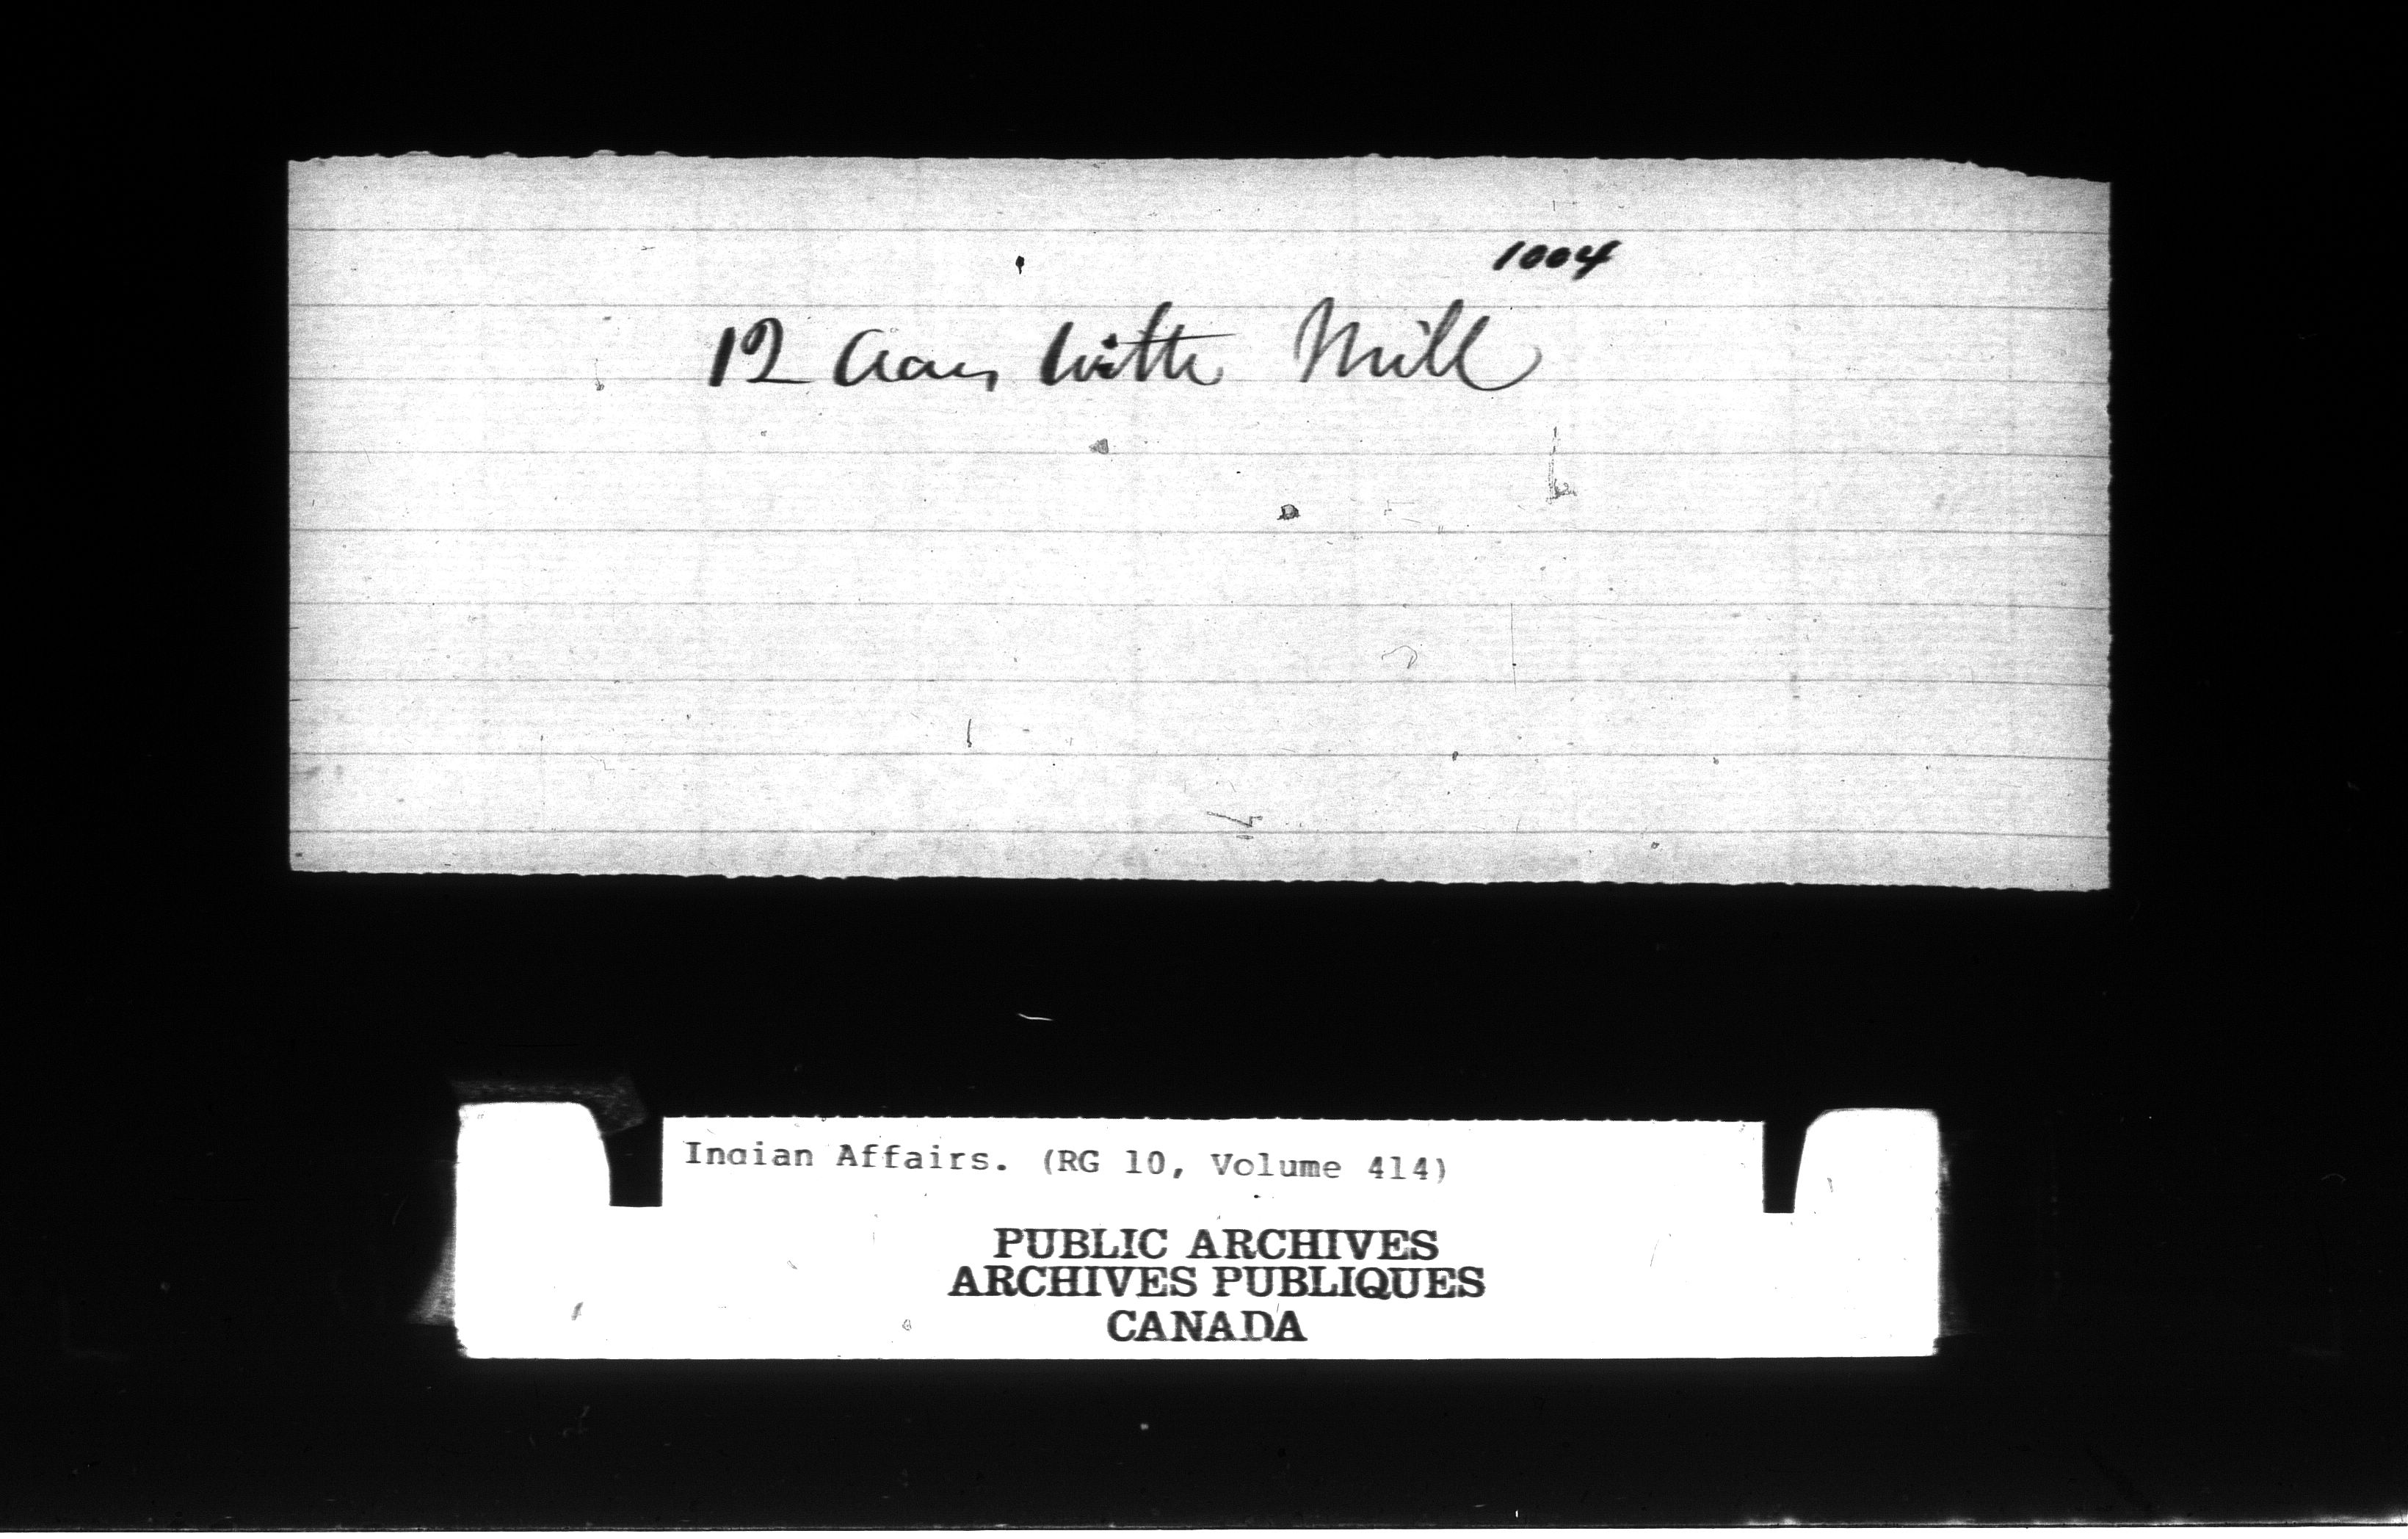 1004
12 Acres with Mill
Indian Affairs. (RG 10, Volume 414)
PUBLIC ARCHIVES
ARCHIVES PUBLIQUES
CANADA